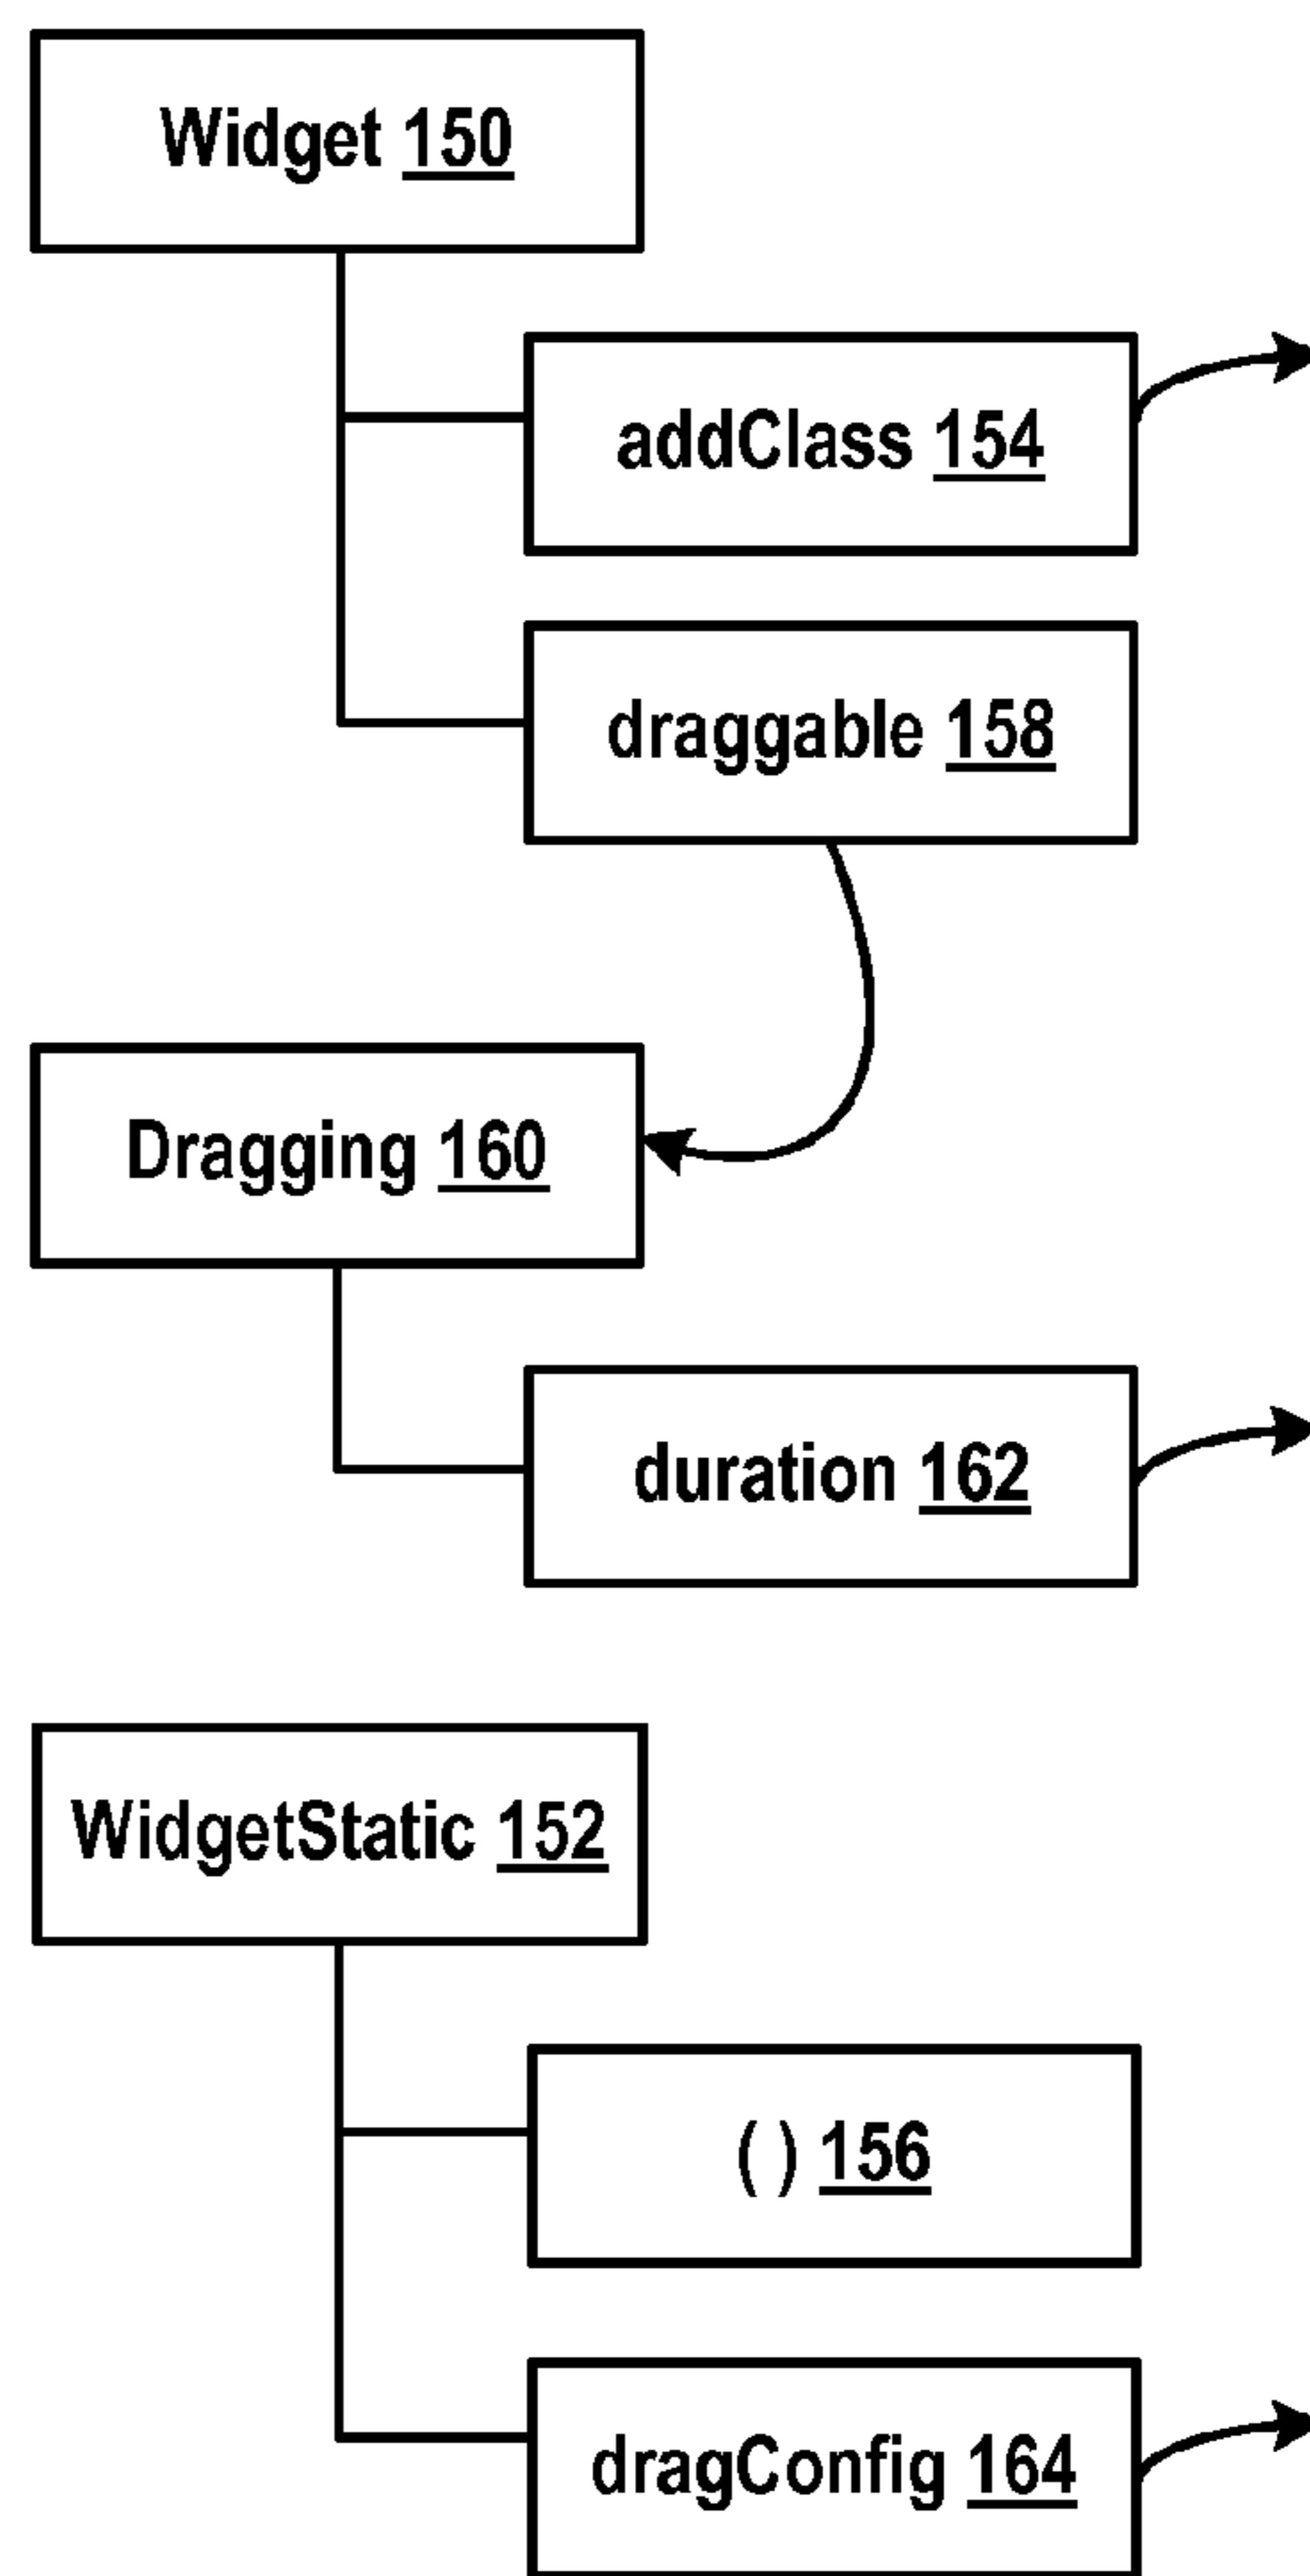 Widget 150
addClass 154
draggable 158
Dragging 160
duration 162
WidgetStatic 152
( ) 156
dragConfig 164